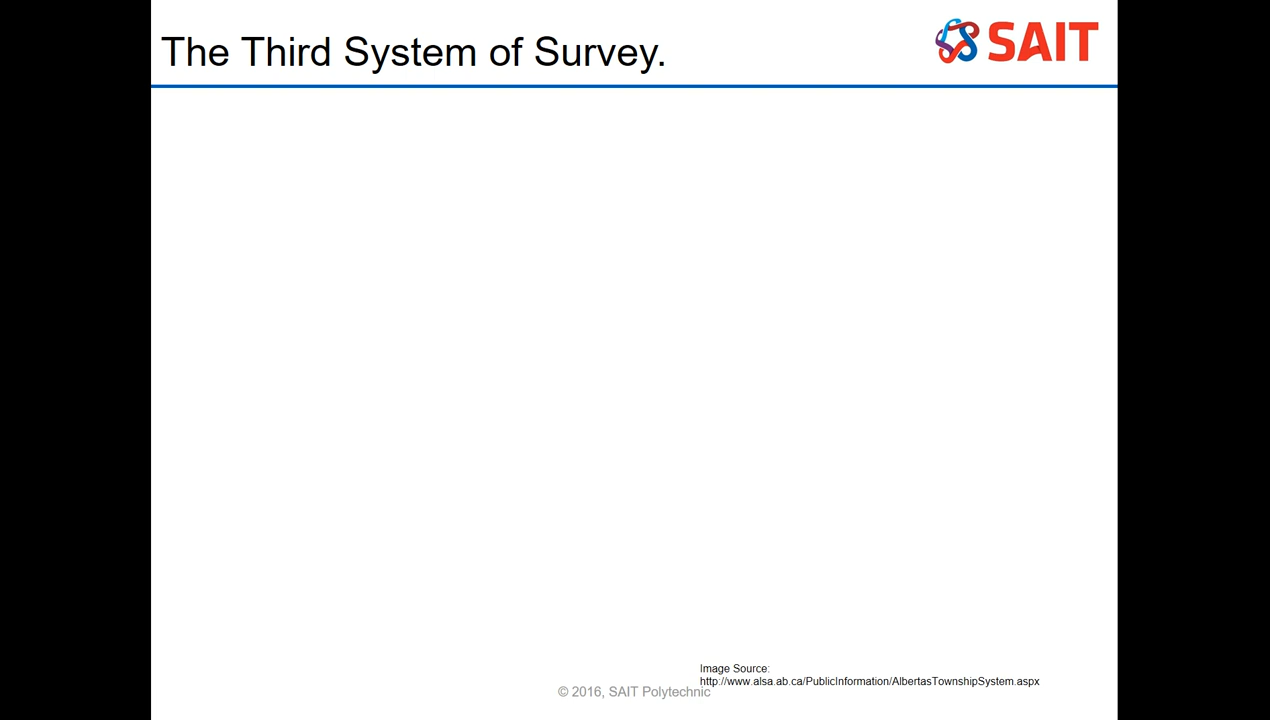 The Third System of Survey.
SAIT
Image Source:
http://www.alsa.ab.ca/PublicInformation/AlbertasTownshipSystem.aspx
© 2016, SAIT Polytechnic